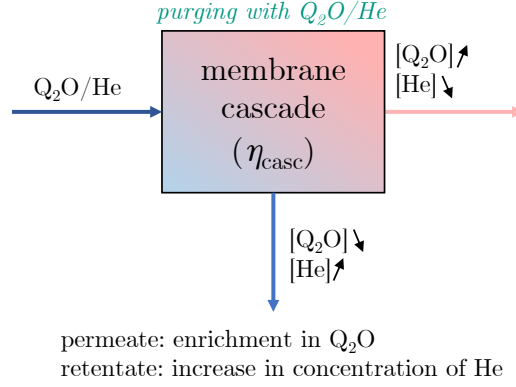 purging with Q₂O/He
Q₂O/He
membrane
cascade
(η_casc)
[Q₂O]↗
[He]↘
[Q₂O]↘
[He]↗
permeate: enrichment in Q₂O
retentate: increase in concentration of He